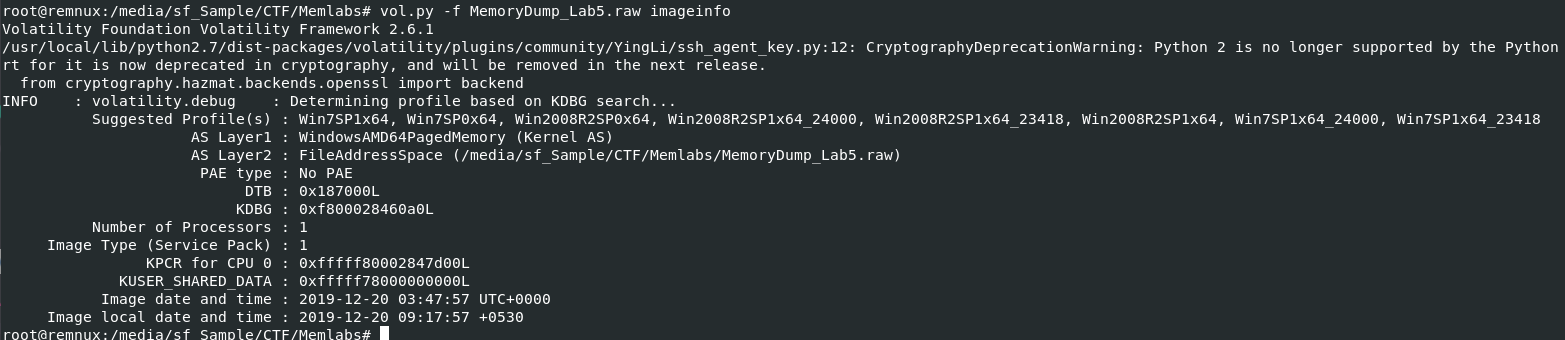 root@remnux:/media/sf_Sample/CTF/Memlabs# vol.py -f MemoryDump_Lab5.raw imageinfo
Volatility Foundation Volatility Framework 2.6.1
/usr/local/lib/python2.7/dist-packages/volatility/plugins/community/YingLi/ssh_agent_key.py:12: CryptographyDeprecationWarning: Python 2 is no longer supported by the Python
rt for it is now deprecated in cryptography, and will be removed in the next release.
  from cryptography.hazmat.backends.openssl import backend
INFO    : volatility.debug    : Determining profile based on KDBG search...
          Suggested Profile(s) : Win7SP1x64, Win7SP0x64, Win2008R2SP0x64, Win2008R2SP1x64_24000, Win2008R2SP1x64_23418, Win2008R2SP1x64, Win7SP1x64_24000, Win7SP1x64_23418
                     AS Layer1 : WindowsAMD64PagedMemory (Kernel AS)
                     AS Layer2 : FileAddressSpace (/media/sf_Sample/CTF/Memlabs/MemoryDump_Lab5.raw)
                      PAE type : No PAE
                           DTB : 0x187000L
                          KDBG : 0xf800028460a0L
          Number of Processors : 1
     Image Type (Service Pack) : 1
                KPCR for CPU 0 : 0xfffff80002847d00L
             KUSER_SHARED_DATA : 0xfffff78000000000L
           Image date and time : 2019-12-20 03:47:57 UTC+0000
     Image local date and time : 2019-12-20 09:17:57 +0530
root@remnux:/media/sf_Sample/CTF/Memlabs#